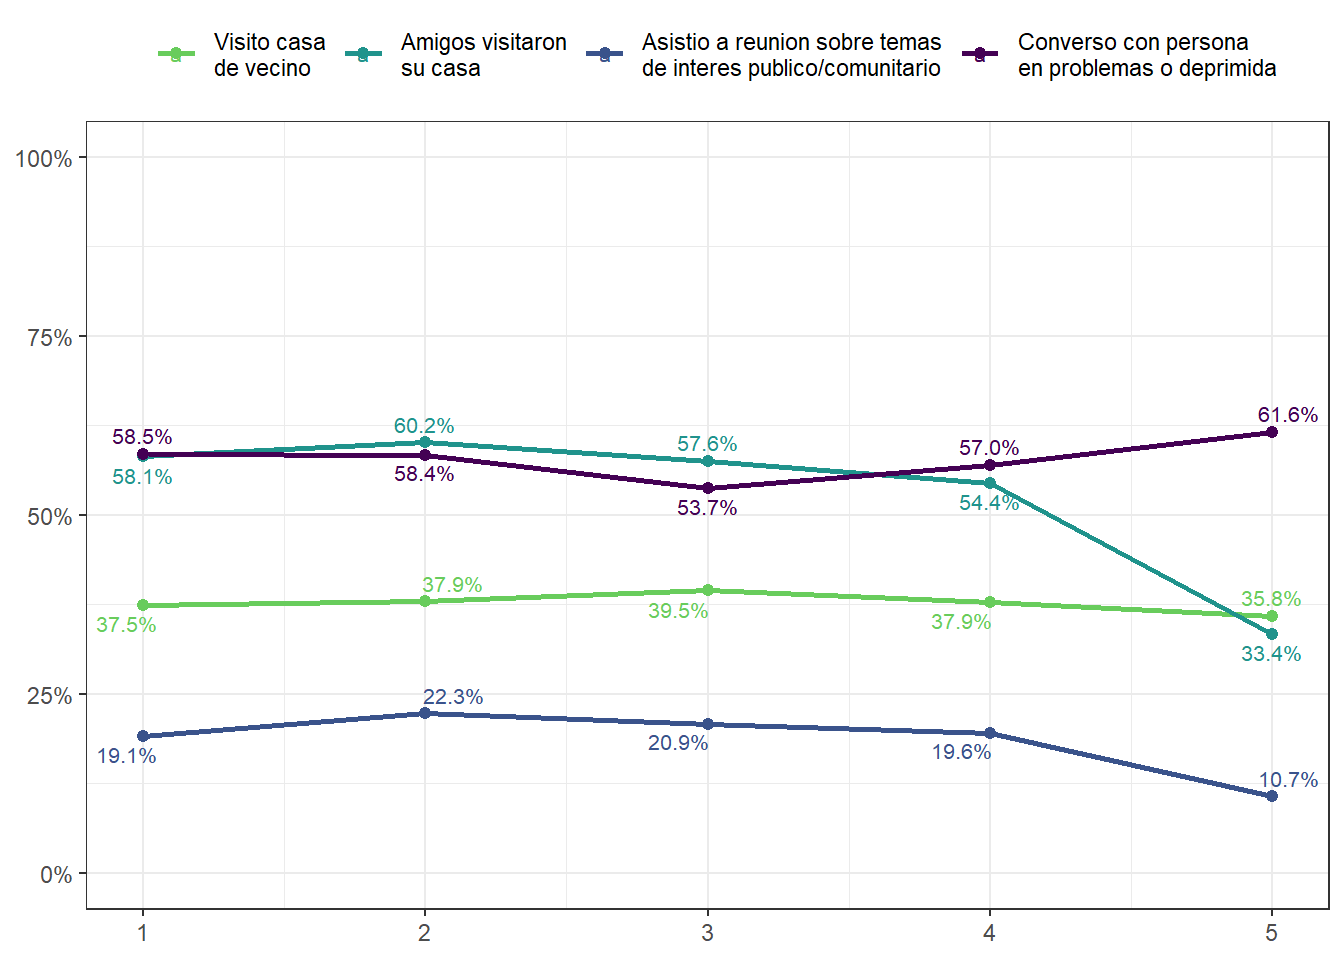 Visito casa
de vecino
Amigos visitaron
su casa
Asistio a reunion sobre temas
de interes publico/comunitario
Converso con persona
en problemas o deprimida
100%
75%
50%
25%
0%
58.5%
58.1%
60.2%
58.4%
57.6%
53.7%
57.0%
54.4%
61.6%
37.5%
37.9%
39.5%
37.9%
35.8%
33.4%
19.1%
22.3%
20.9%
19.6%
10.7%
1 2 3 4 5